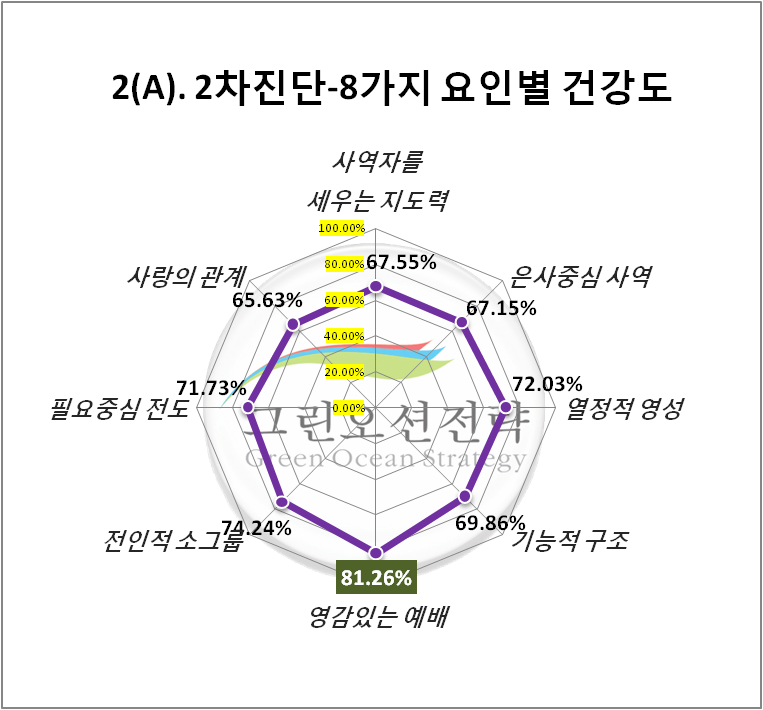 2(A). 2차진단-8가지 요인별 건강도
사역자를
세우는 지도력
100.00%
80.00%
60.00%
40.00%
20.00%
0.00%
67.55%
은사중심 사역
67.15%
72.03%
열정적 영성
69.86%
기능적 구조
81.26%
영감있는 예배
74.24%
전인적 소그룹
71.73%
필요중심 전도
65.63%
사랑의 관계
그린오션전략
Green Ocean Strategy